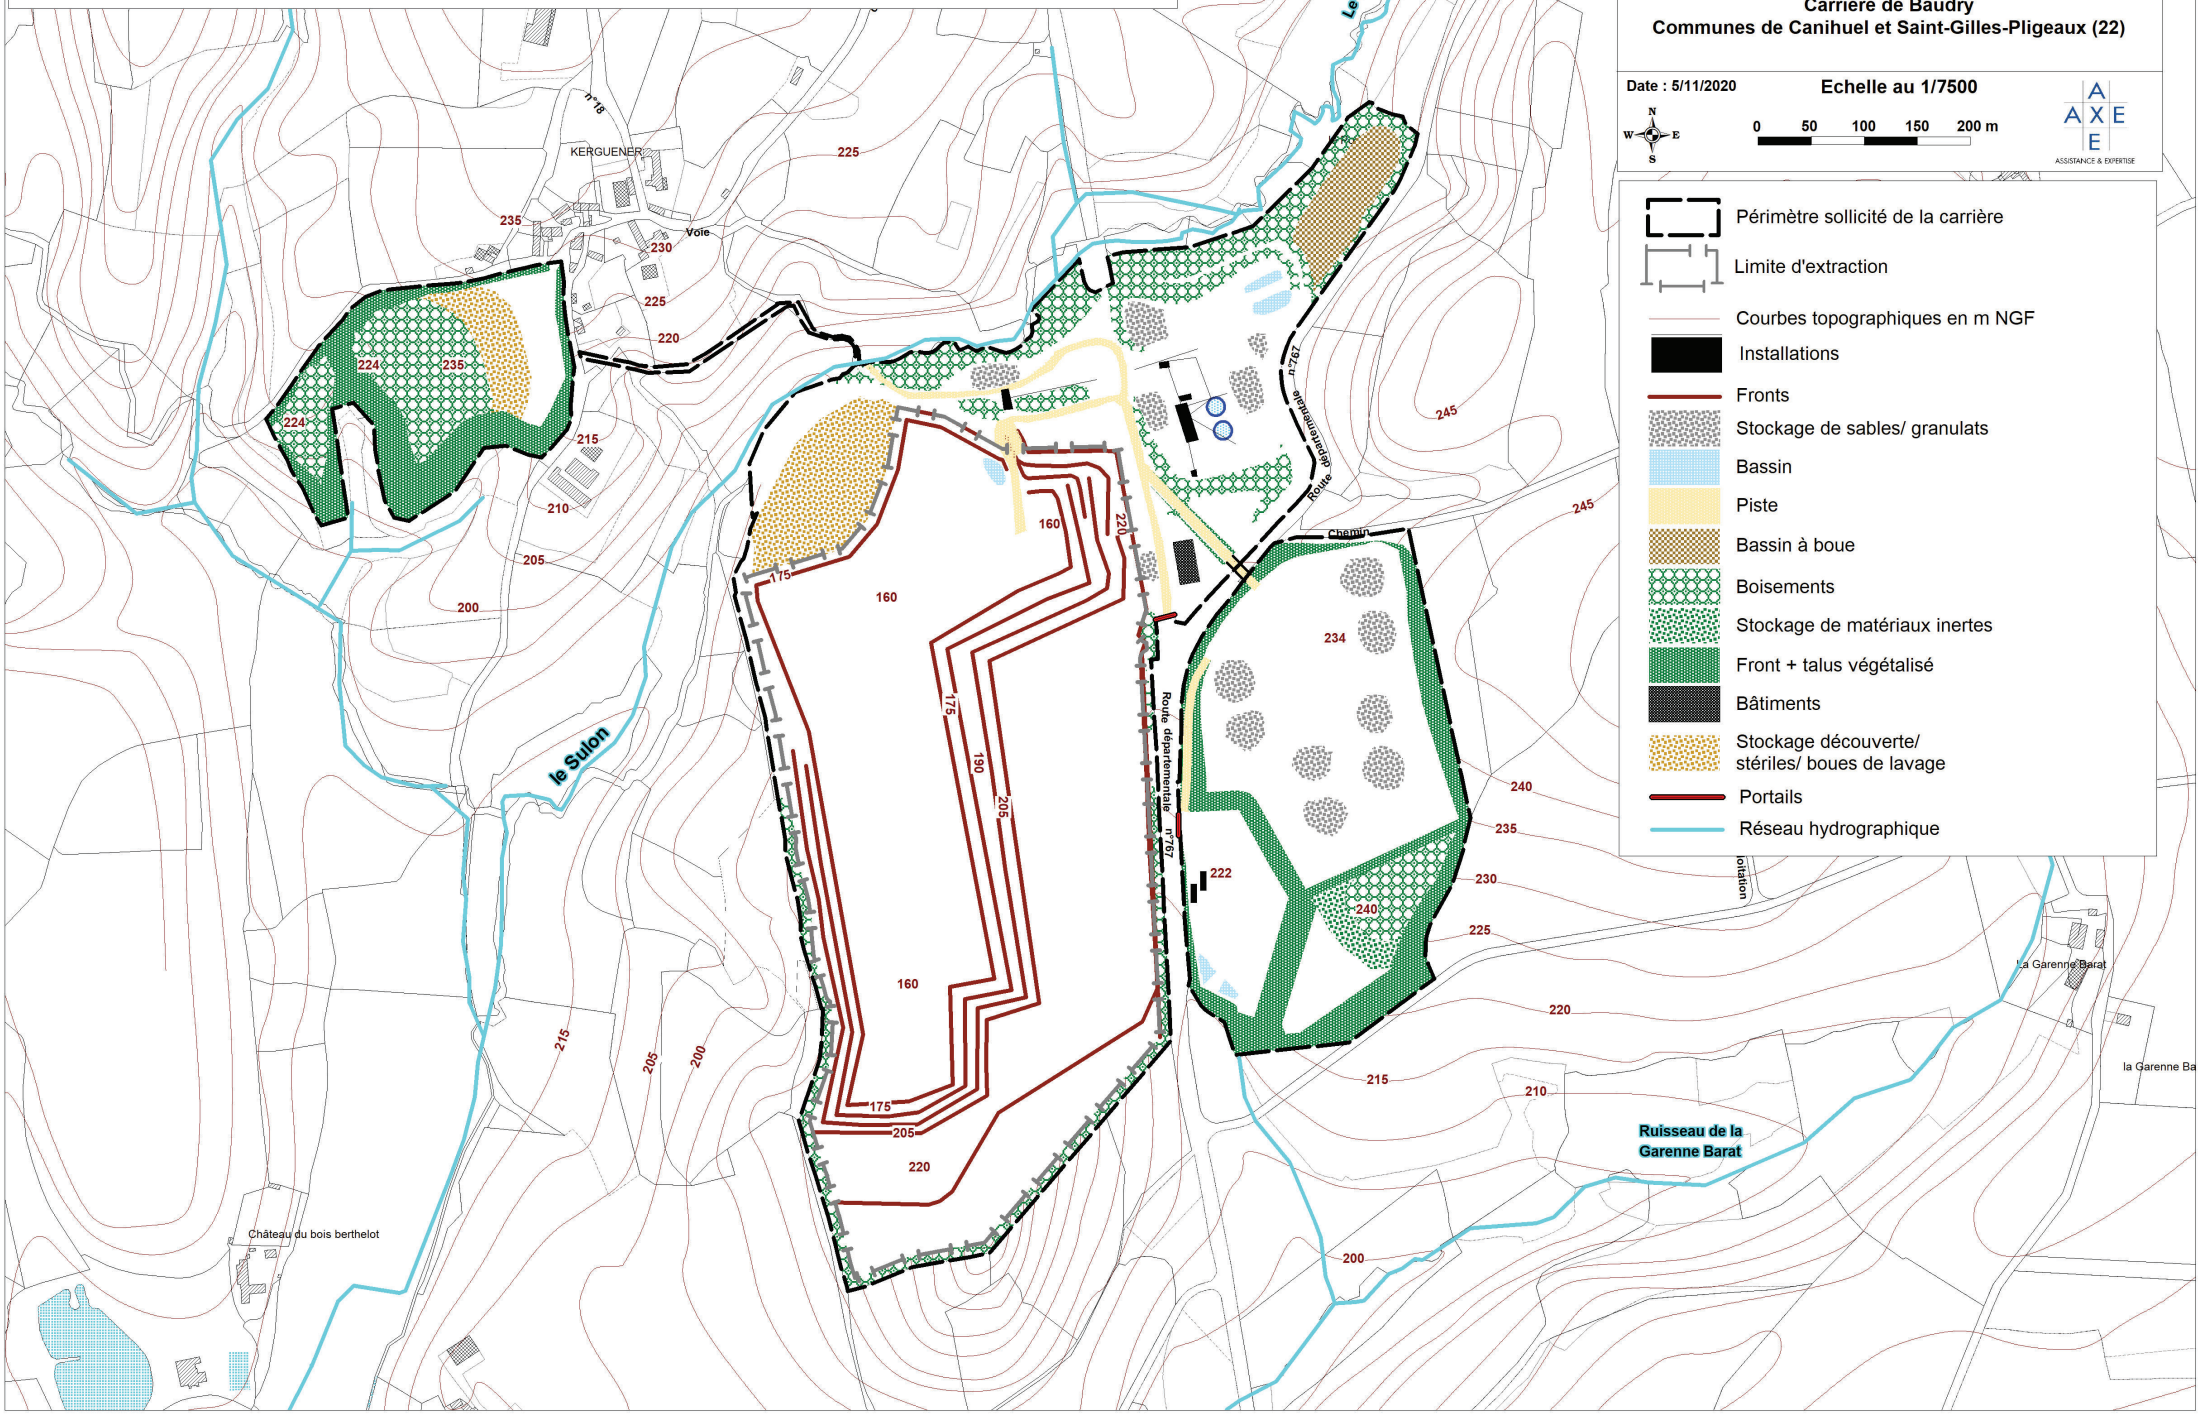 Carrière de Baudry
Communes de Canihuel et Saint-Gilles-Pligeaux (22)
Date : 5/11/2020
Echelle au 1/7500
N
W E
S
0 50 100 150 200 m
A
A X E
E
ASSISTANCE & EXPERTISE
Périmètre sollicité de la carrière
Limite d'extraction
Courbes topographiques en m NGF
Installations
Fronts
Stockage de sables/ granulats
Bassin
Piste
Bassin à boue
Boisements
Stockage de matériaux inertes
Front + talus végétalisé
Bâtiments
Stockage découverte/
stériles/ boues de lavage
Portails
Réseau hydrographique
Le
n°18
KERGUENER
225
235
Voie
230
225
220
224
235
224
215
210
205
200
le Sulon
n°767
Route départementale
245
245
Chemin
160
220
175
160
234
175
190
205
Route départementale n°767
222
240
240
235
230
225
220
215
210
200
160
175
205
220
215
205
200
oitation
La Garenne Barat
la Garenne Ba
Ruisseau de la
Garenne Barat
Château du bois berthelot